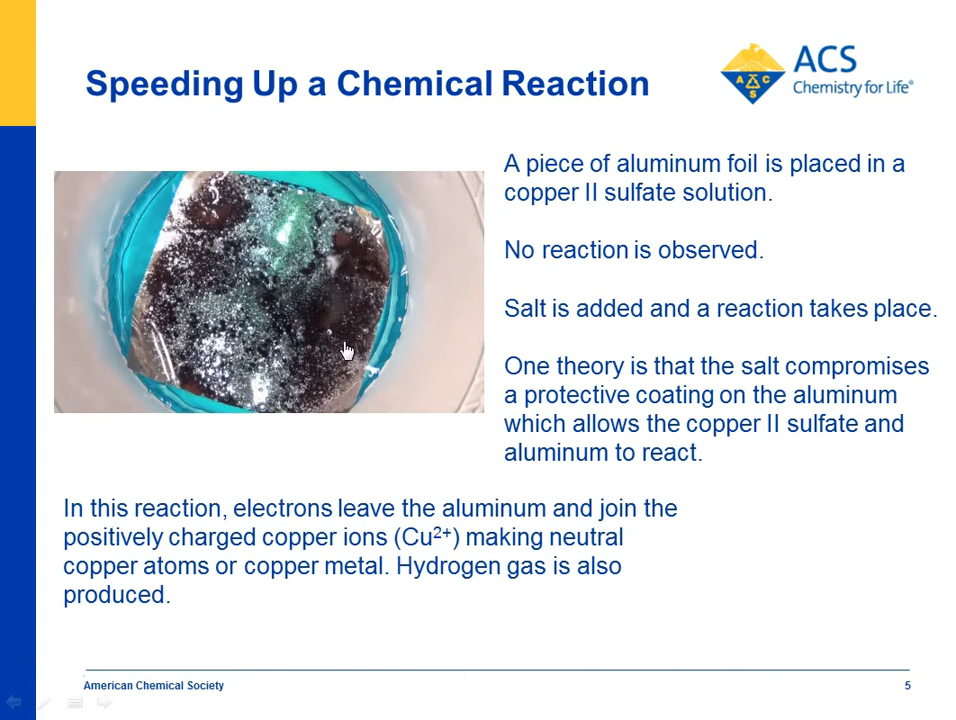 Speeding Up a Chemical Reaction
A C S
S
ACS
Chemistry for Life®
A piece of aluminum foil is placed in a
copper II sulfate solution.
No reaction is observed.
Salt is added and a reaction takes place.
One theory is that the salt compromises
a protective coating on the aluminum
which allows the copper II sulfate and
aluminum to react.
In this reaction, electrons leave the aluminum and join the
positively charged copper ions (Cu²⁺) making neutral
copper atoms or copper metal. Hydrogen gas is also
produced.
American Chemical Society
5